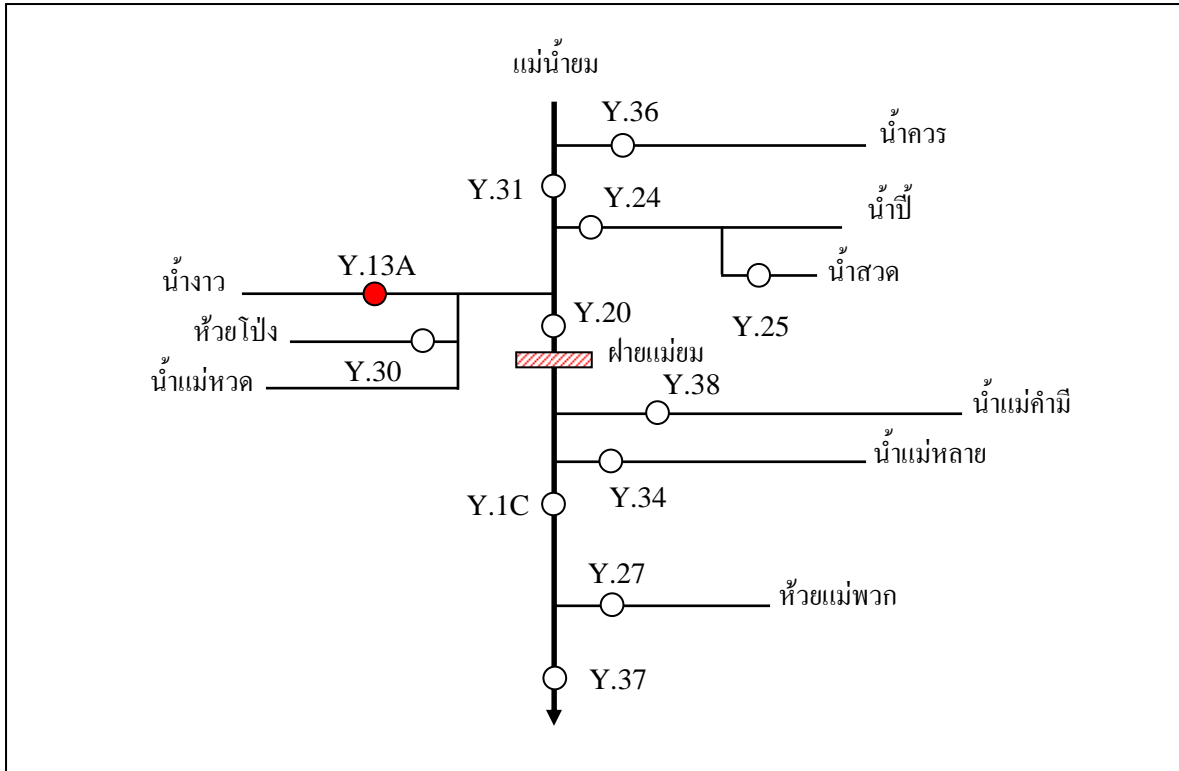 แม่น้ำยม
Y.36
น้ำควร
Y.31
Y.24
น้ำปี้
น้ำงาว
Y.13A
น้ำสวด
Y.20
Y.25
ห้วยโป่ง
ฝายแม่ยม
น้ำแม่หวด
Y.30
Y.38
น้ำแม่คำมี
น้ำแม่หลาย
Y.1C
Y.34
Y.27
ห้วยแม่พวก
Y.37